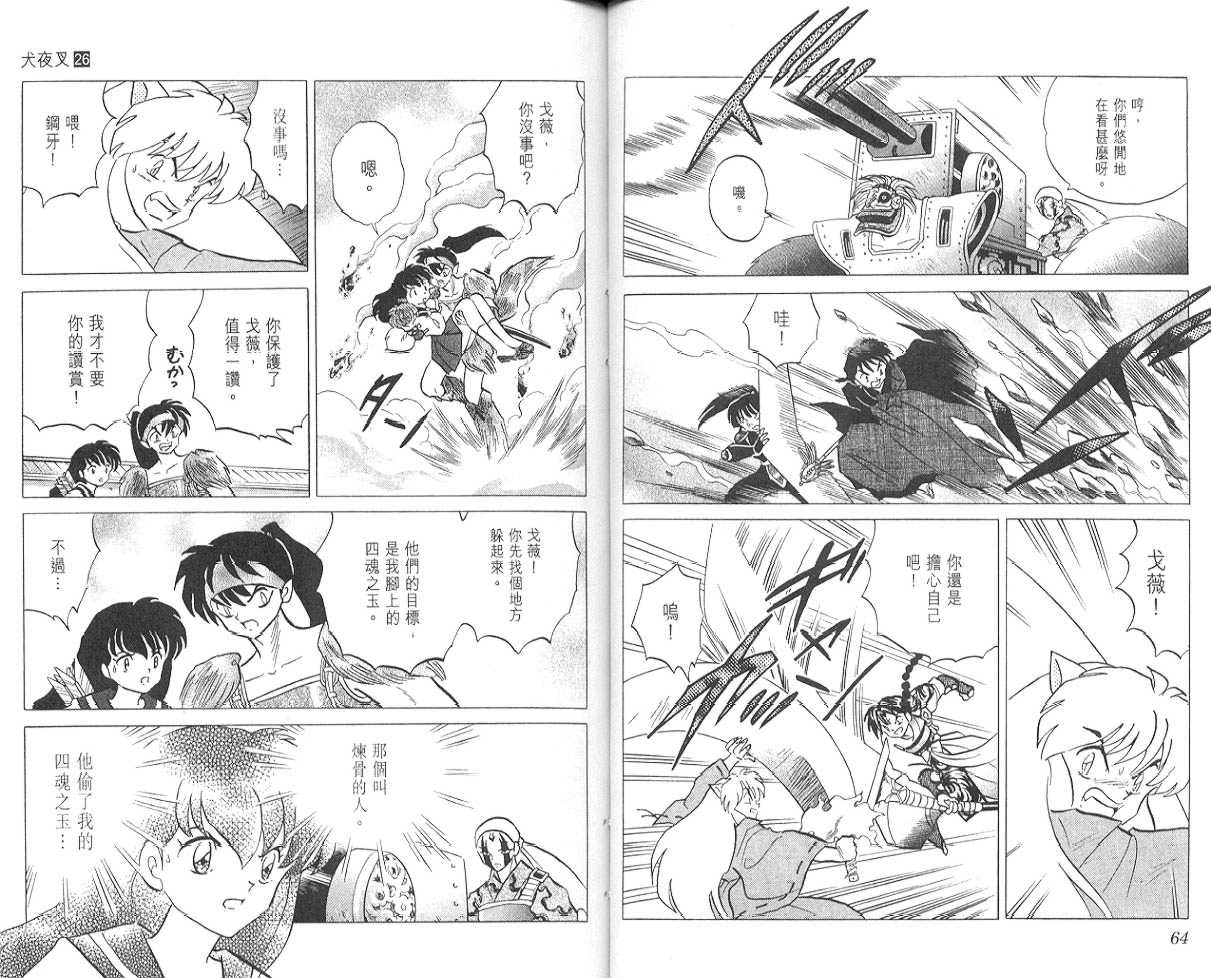 哼，
你們悠閒地
在看甚麼呀。
嘰。
哇！
戈薇！
你還是
擔心自己
吧！
嗚！
64
犬夜叉26
戈薇，
你沒事吧？
嗯。
沒事嗎…
喂！
鋼牙！
你保護了
戈薇，
值得一讚。
むかっ
我才不要
你的讚賞！
戈薇！
你先找個地方
躲起來。
他們的目標，
是我腳上的
四魂之玉。
不過…
那個叫
煉骨的人。
他偷了我的
四魂之玉…